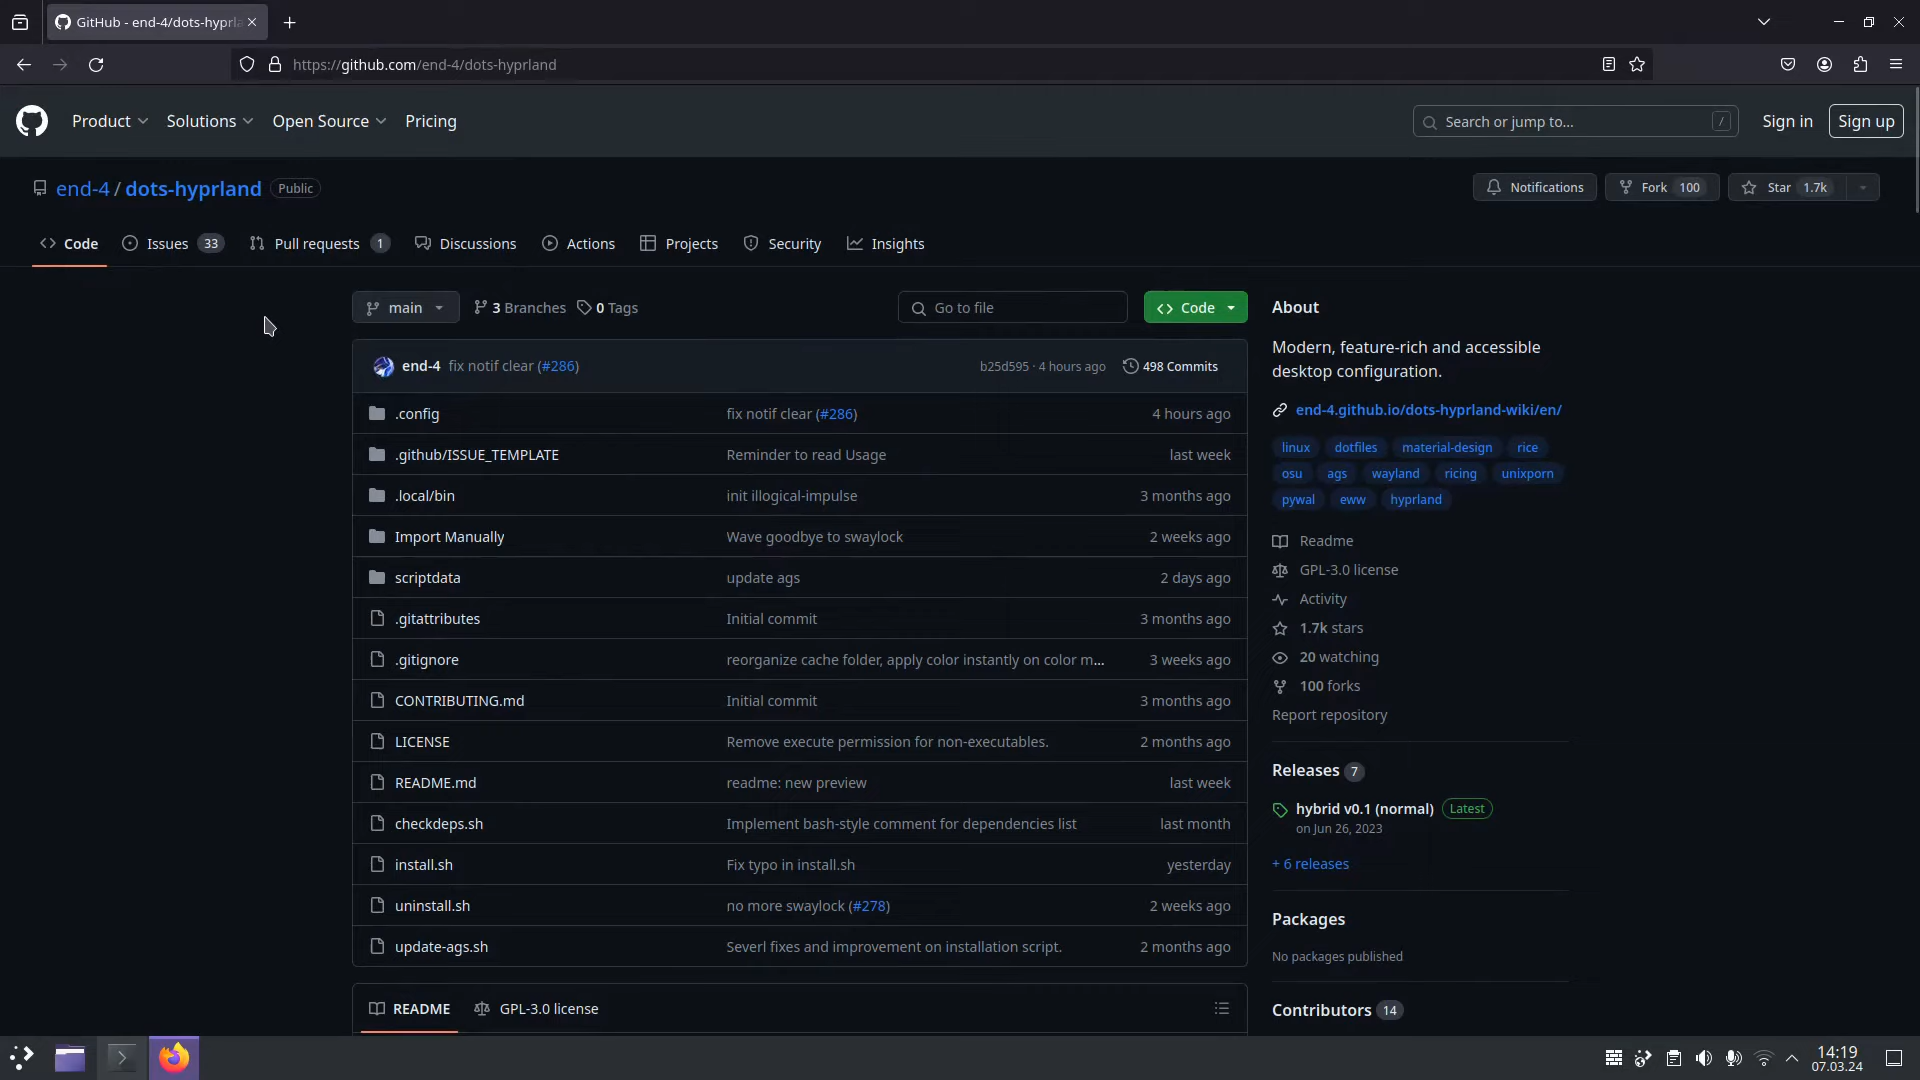 GitHub - end-4/dots-hyprla
https://github.com/end-4/dots-hyprland
Product
Solutions
Open Source
Pricing
Search or jump to...
/
Sign in
Sign up
end-4 / dots-hyprland
Public
Notifications
Fork 100
Star 1.7k
Code
Issues 33
Pull requests 1
Discussions
Actions
Projects
Security
Insights
main
3 Branches
0 Tags
Go to file
Code
end-4 fix notif clear (#286) b25d595 · 4 hours ago 498 Commits
.config fix notif clear (#286) 4 hours ago
.github/ISSUE_TEMPLATE Reminder to read Usage last week
.local/bin init illogical-impulse 3 months ago
Import Manually Wave goodbye to swaylock 2 weeks ago
scriptdata update ags 2 days ago
.gitattributes Initial commit 3 months ago
.gitignore reorganize cache folder, apply color instantly on color m... 3 weeks ago
CONTRIBUTING.md Initial commit 3 months ago
LICENSE Remove execute permission for non-executables. 2 months ago
README.md readme: new preview last week
checkdeps.sh Implement bash-style comment for dependencies list last month
install.sh Fix typo in install.sh yesterday
uninstall.sh no more swaylock (#278) 2 weeks ago
update-ags.sh Severl fixes and improvement on installation script. 2 months ago
README
GPL-3.0 license
About
Modern, feature-rich and accessible
desktop configuration.
end-4.github.io/dots-hyprland-wiki/en/
linux dotfiles material-design rice
osu ags wayland ricing unixporn
pywal eww hyprland
Readme
GPL-3.0 license
Activity
1.7k stars
20 watching
100 forks
Report repository
Releases 7
hybrid v0.1 (normal) Latest
on Jun 26, 2023
+ 6 releases
Packages
No packages published
Contributors 14
14:19
07.03.24